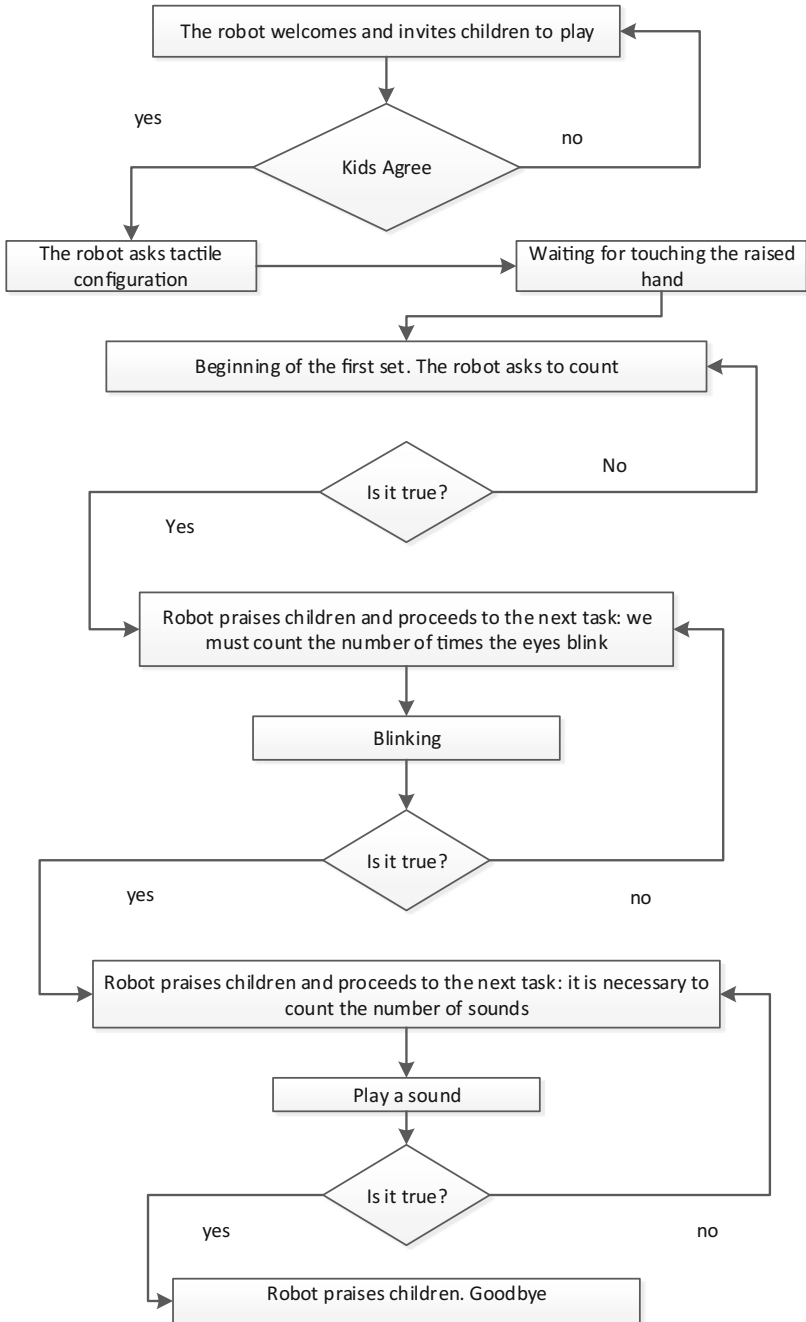 The robot welcomes and invites children to play
yes
no
Kids Agree
The robot asks tactile
configuration
Waiting for touching the raised
hand
Beginning of the first set. The robot asks to count
Is it true?
No
Yes
Robot praises children and proceeds to the next task: we
must count the number of times the eyes blink
Blinking
Is it true?
yes
no
Robot praises children and proceeds to the next task: it is necessary to
count the number of sounds
Play a sound
Is it true?
yes
no
Robot praises children. Goodbye